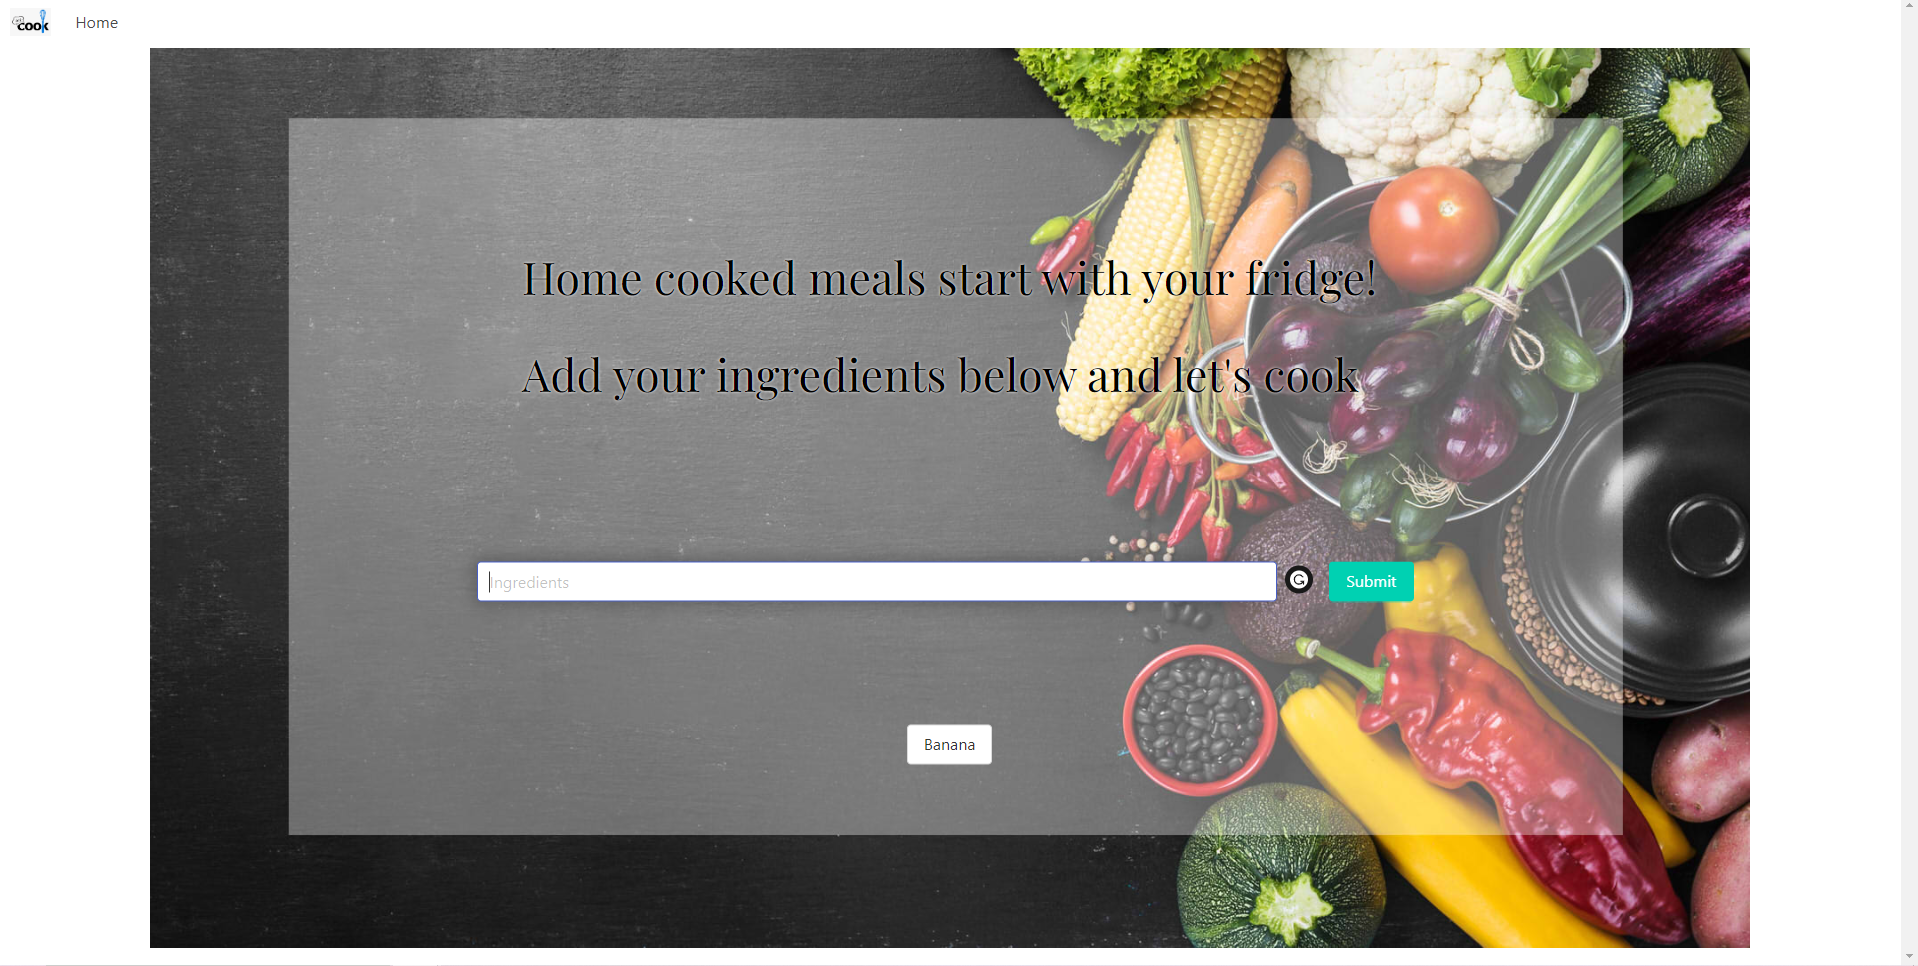 cook
Home
Home cooked meals start with your fridge!
Add your ingredients below and let's cook
Ingredients
Submit
Banana